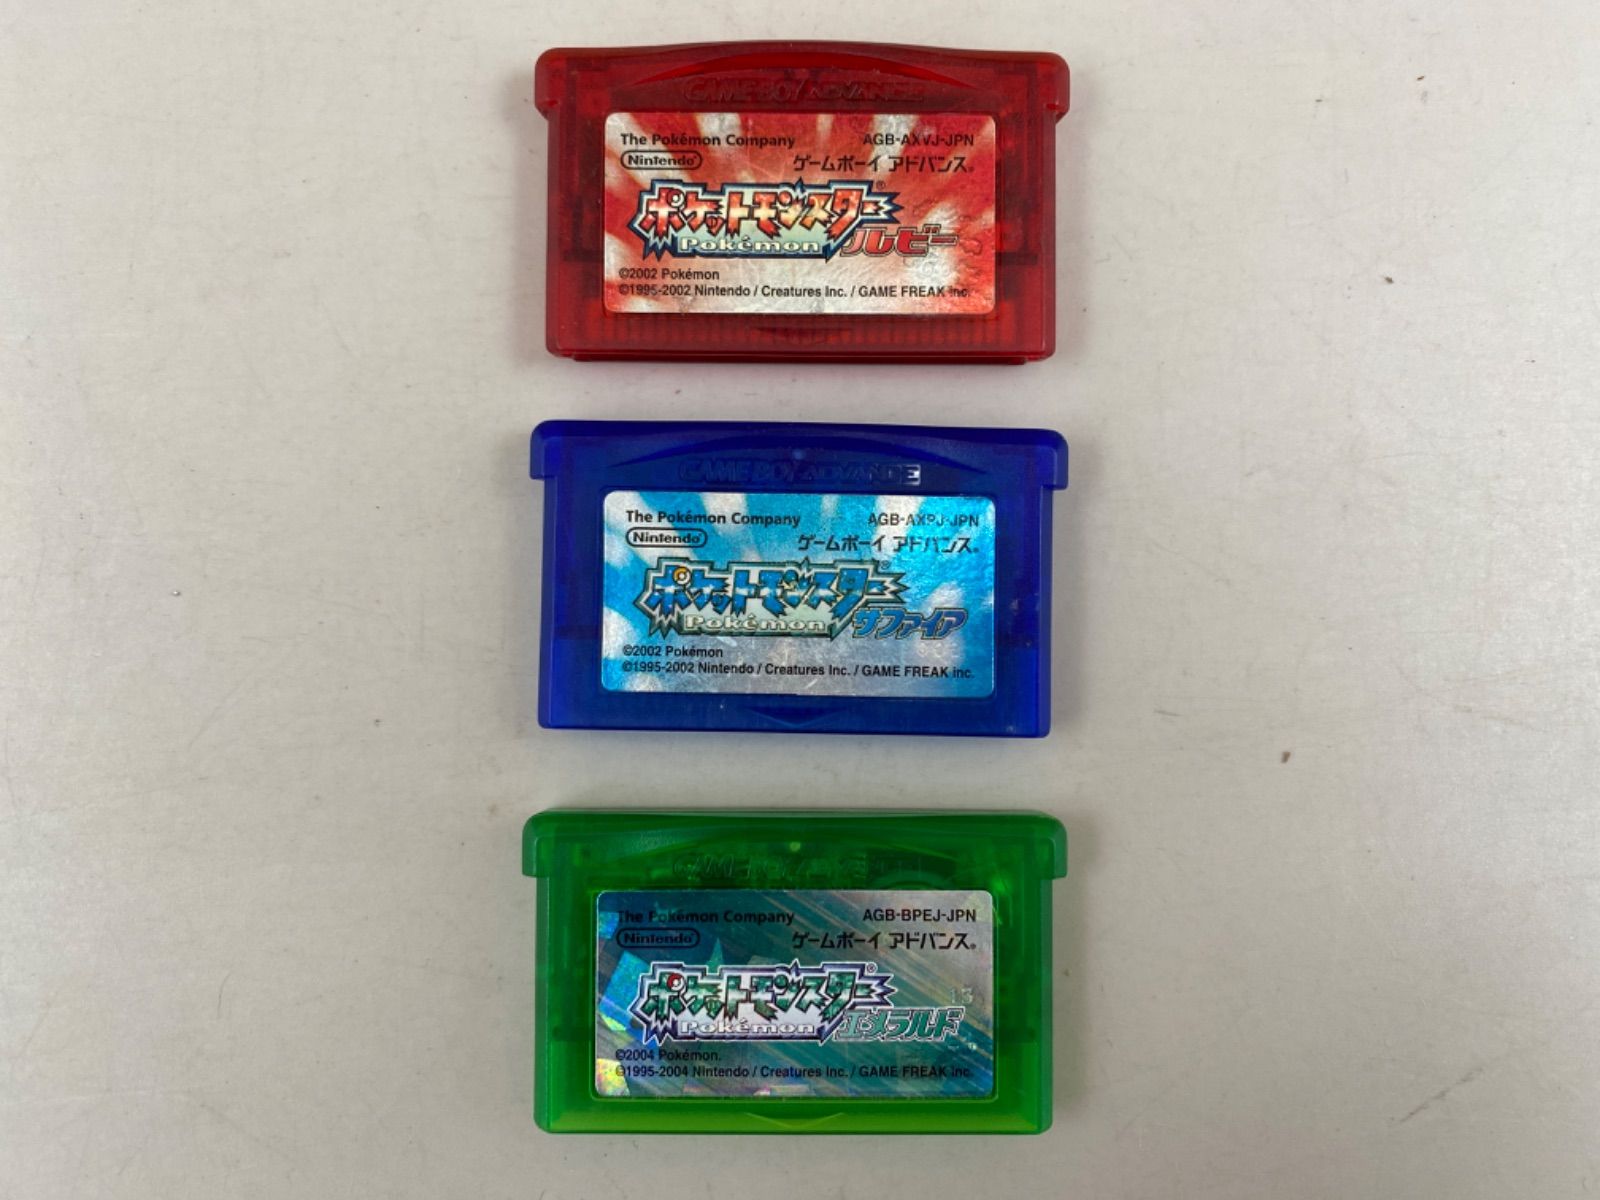 GAME BOY ADVANCE
The Pokémon Company AGB-AXVJ-JPN
Nintendo® ゲームボーイ アドバンス®
ポケットモンスター®
Pokémon ルビー
©2002 Pokémon
©1995-2002 Nintendo / Creatures Inc. / GAME FREAK inc.
GAME BOY ADVANCE
The Pokémon Company AGB-AXPJ-JPN
Nintendo® ゲームボーイ アドバンス®
ポケットモンスター®
Pokémon サファイア
©2002 Pokémon
©1995-2002 Nintendo / Creatures Inc. / GAME FREAK inc.
GAME BOY ADVANCE
The Pokémon Company AGB-BPEJ-JPN
Nintendo® ゲームボーイ アドバンス®
ポケットモンスター®
Pokémon エメラルド
©2004 Pokémon.
©1995-2004 Nintendo / Creatures Inc. / GAME FREAK inc.